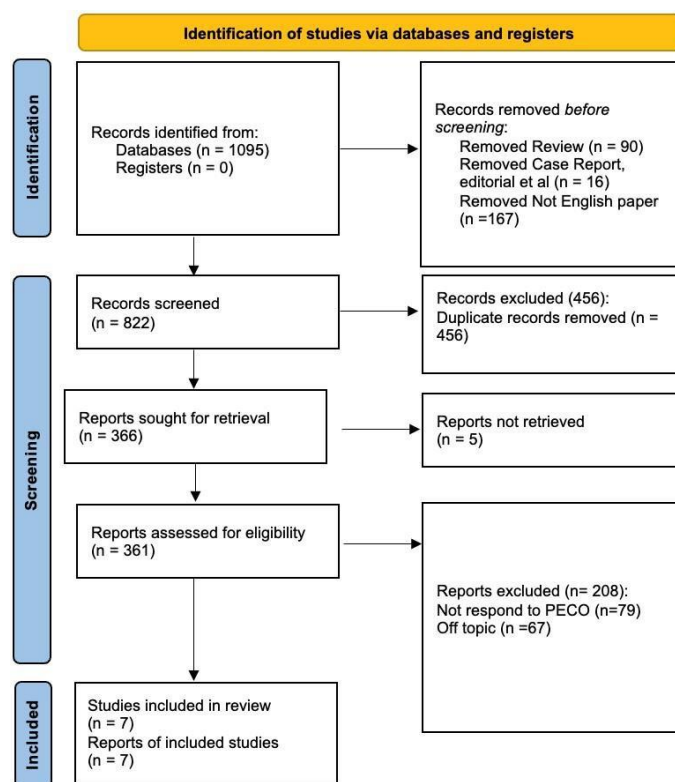 Identification of studies via databases and registers
Identification
Records identified from:
Databases (n = 1095)
Registers (n = 0)
Records removed before
screening:
Removed Review (n = 90)
Removed Case Report,
editorial et al (n = 16)
Removed Not English paper
(n =167)
Screening
Records screened
(n = 822)
Records excluded (456):
Duplicate records removed (n =
456)
Reports sought for retrieval
(n = 366)
Reports not retrieved
(n = 5)
Reports assessed for eligibility
(n = 361)
Reports excluded (n= 208):
Not respond to PECO (n=79)
Off topic (n =67)
Included
Studies included in review
(n = 7)
Reports of included studies
(n = 7)